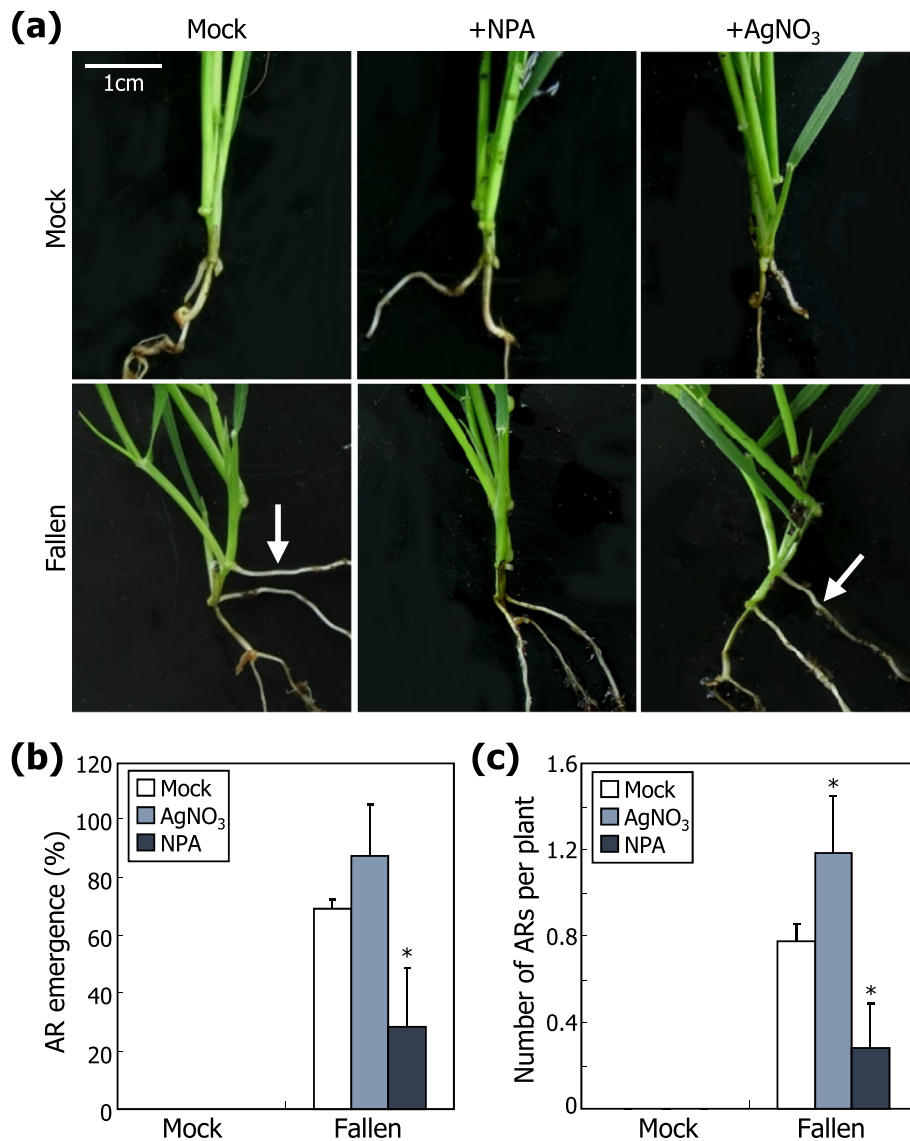 (a)
Mock
+NPA
+AgNO₃
1cm
Mock
Fallen
(b)
120
100
80
60
40
20
0
AR emergence (%)
Mock
AgNO₃
NPA
*
Mock
Fallen
(c)
1.6
1.2
0.8
0.4
0
Number of ARs per plant
Mock
AgNO₃
NPA
*
*
Mock
Fallen